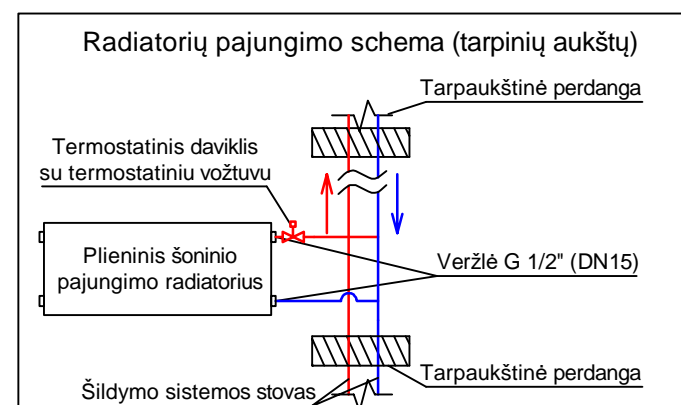 Radiatorių pajungimo schema (tarpinių aukštų)
Tarpaukštinė perdanga
Termostatinis daviklis
su termostatiniu vožtuvu
Plieninis šoninio
pajungimo radiatorius
Veržlė G 1/2" (DN15)
Tarpaukštinė perdanga
Šildymo sistemos stovas